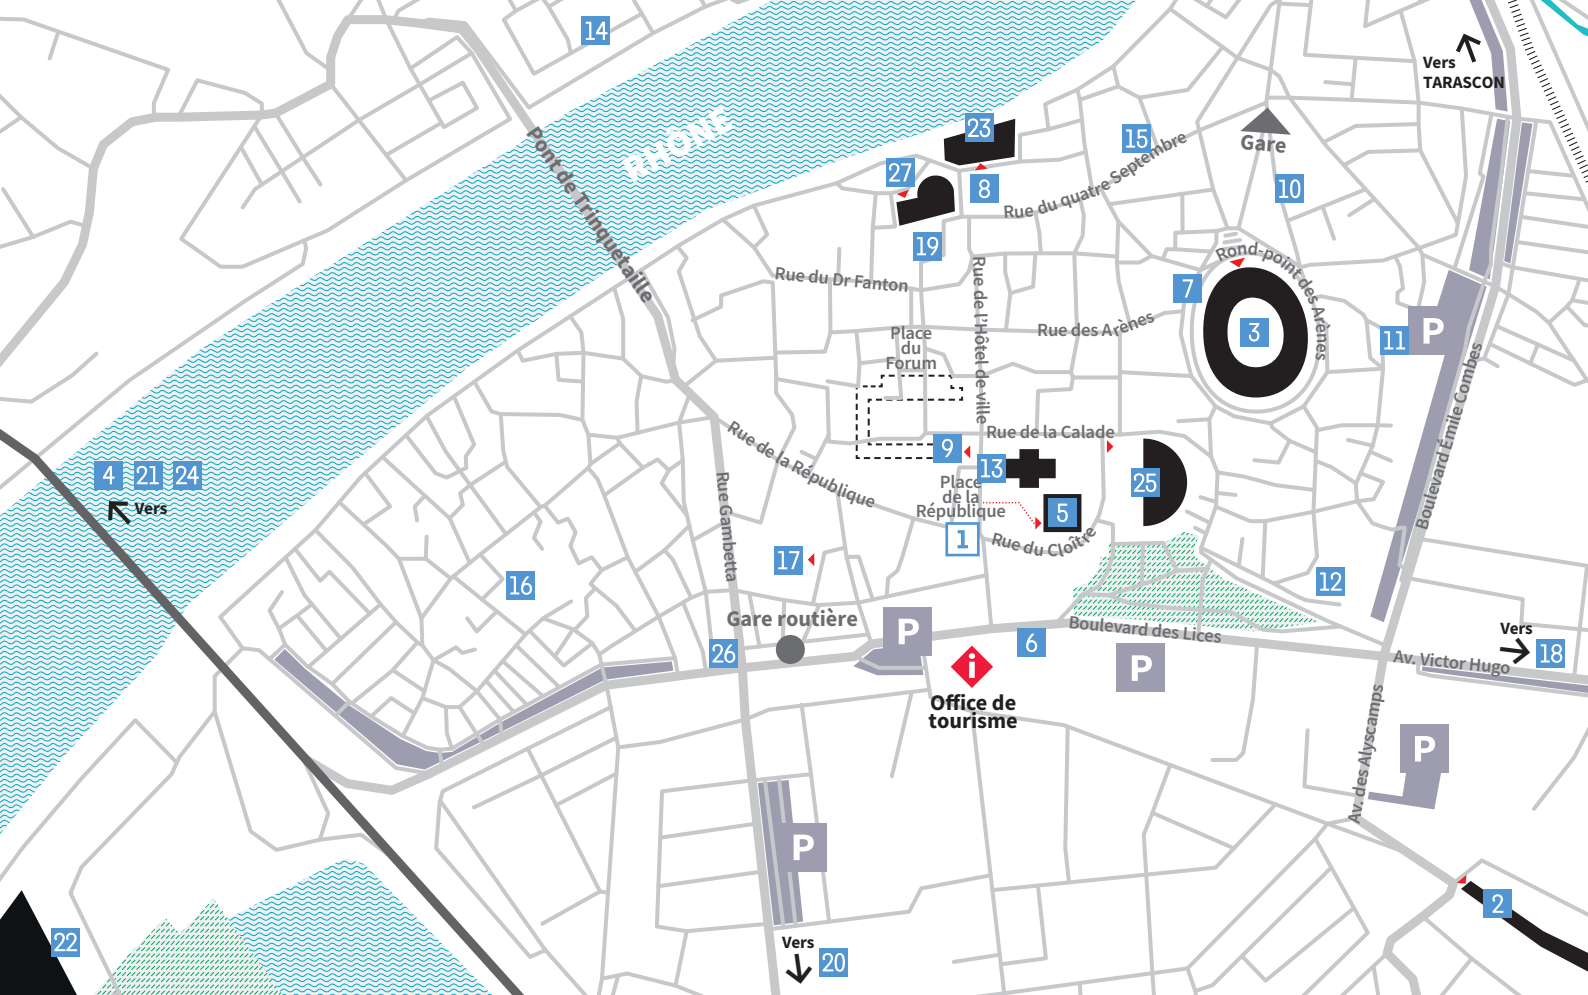 14
Vers
TARASCON
RHÔNE
Pont de Trinquetaille
23
15
Gare
27
8
10
Rue du quatre Septembre
19
Rue du Dr Fanton
Rue de l'Hôtel de ville
7
Rond-point des Arènes
3
11
P
Rue des Arènes
Place
du
Forum
Boulevard Émile Combes
Rue de la République
Rue de la Calade
9
13
25
4
21
24
Vers
Place
de la
République
5
1
Rue du Cloître
Rue Gambetta
17
16
12
Gare routière
P
26
6
Boulevard des Lices
P
Vers
18
Av. Victor Hugo
i
Office de
tourisme
Av. des Alyscamps
P
P
2
22
Vers
20